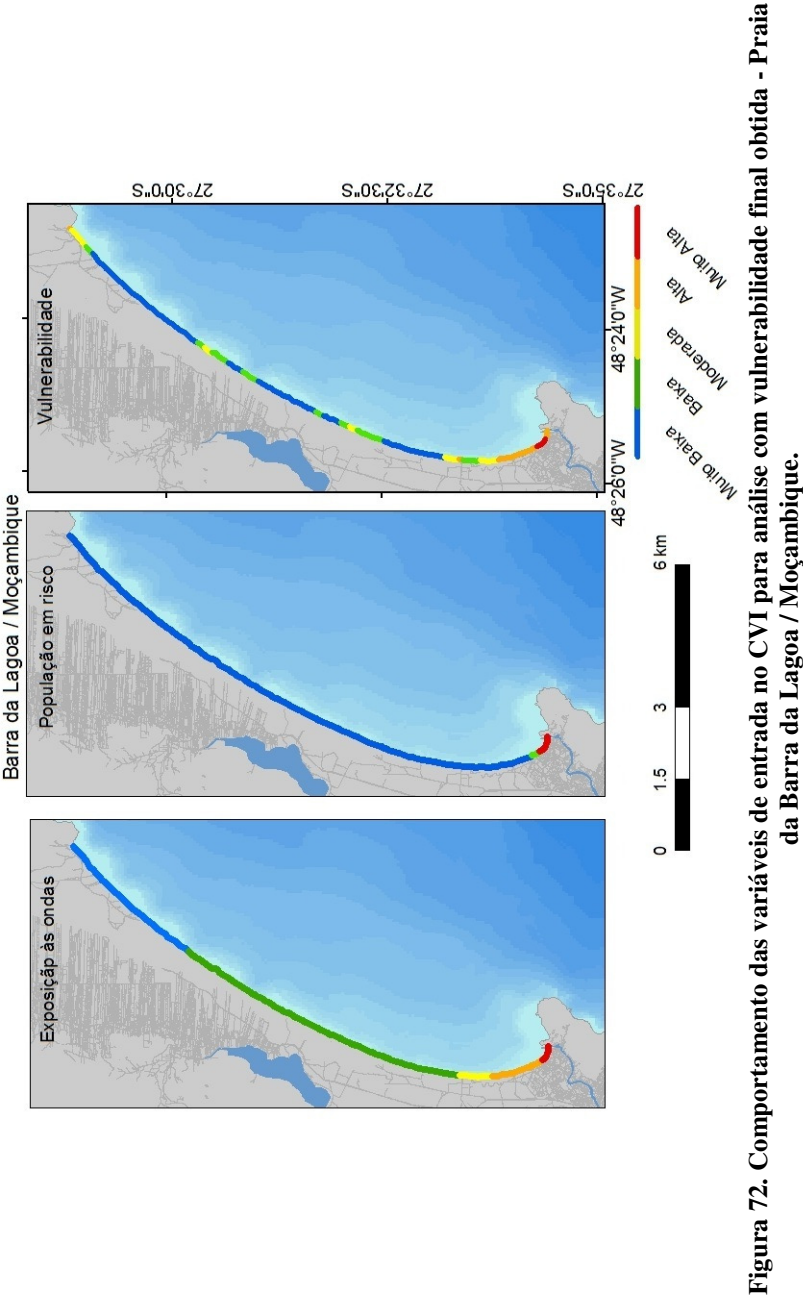 Barra da Lagoa / Moçambique
Exposiçãp às ondas
População em risco
Vulnerabilidade
27°30'0"S
27°32'30"S
27°35'0"S
48°26'0"W
48°24'0"W
0 1.5 3 6 km
Muito Baixa
Baixa
Moderada
Alta
Muito Alta
Figura 72. Comportamento das variáveis de entrada no CVI para análise com vulnerabilidade final obtida - Praia
da Barra da Lagoa / Moçambique.